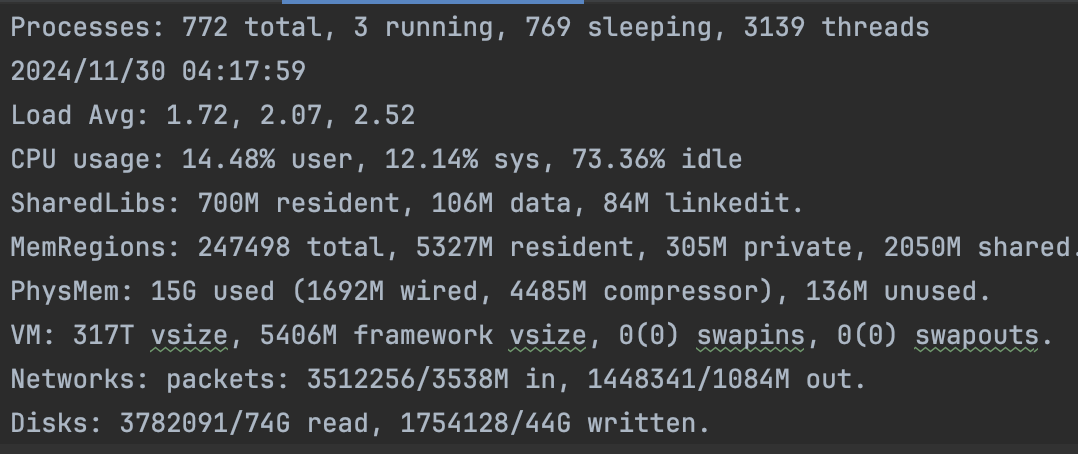 Processes: 772 total, 3 running, 769 sleeping, 3139 threads
2024/11/30 04:17:59
Load Avg: 1.72, 2.07, 2.52
CPU usage: 14.48% user, 12.14% sys, 73.36% idle
SharedLibs: 700M resident, 106M data, 84M linkedit.
MemRegions: 247498 total, 5327M resident, 305M private, 2050M shared.
PhysMem: 15G used (1692M wired, 4485M compressor), 136M unused.
VM: 317T vsize, 5406M framework vsize, 0(0) swapins, 0(0) swapouts.
Networks: packets: 3512256/3538M in, 1448341/1084M out.
Disks: 3782091/74G read, 1754128/44G written.